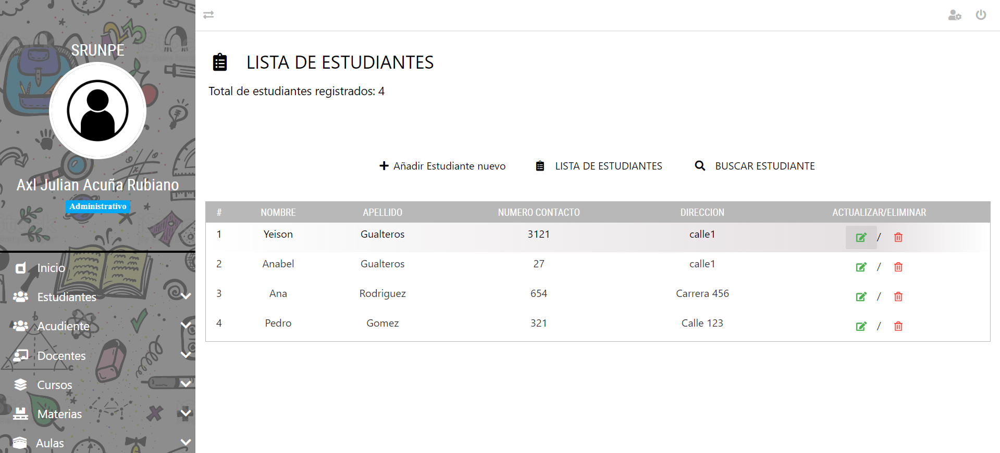 SRUNPE
Axl Julian Acuña Rubiano
Administrativo
Inicio
Estudiantes
Acudiente
Docentes
Cursos
Materias
Aulas
LISTA DE ESTUDIANTES
Total de estudiantes registrados: 4
Añadir Estudiante nuevo LISTA DE ESTUDIANTES BUSCAR ESTUDIANTE
# NOMBRE APELLIDO NUMERO CONTACTO DIRECCION ACTUALIZAR/ELIMINAR
1 Yeison Gualteros 3121 calle1 /
2 Anabel Gualteros 27 calle1 /
3 Ana Rodriguez 654 Carrera 456 /
4 Pedro Gomez 321 Calle 123 /